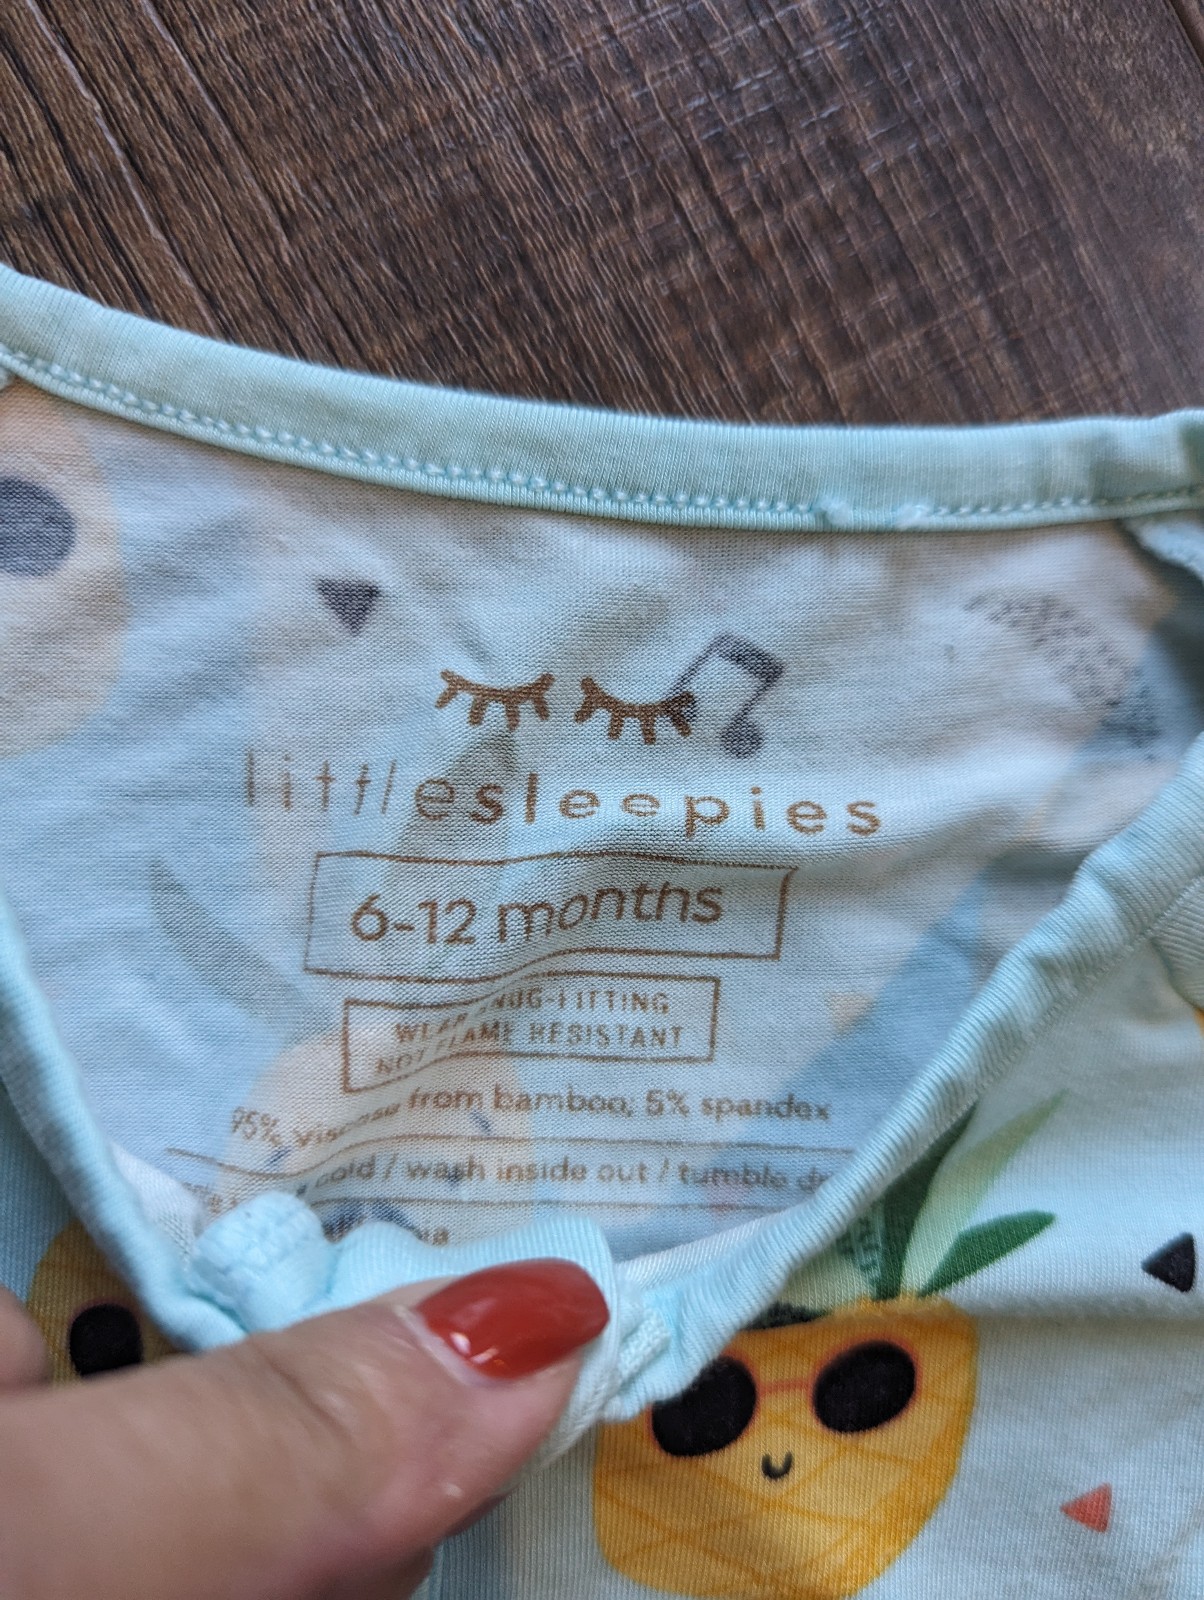 littlesleepies
6-12 months
WEAR SNUG-FITTING
NOT FLAME RESISTANT
95% viscose from bamboo; 5% spandex
cold / wash inside out / tumble